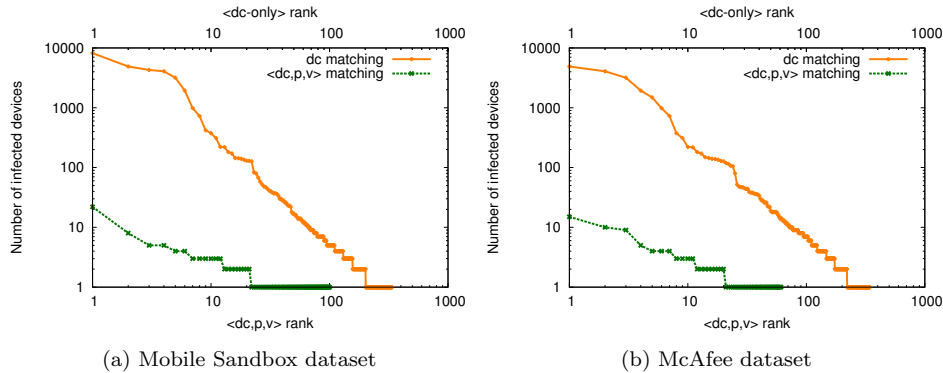 <dc-only> rank
1 10 100 1000
10000
1000
100
10
1
Number of infected devices
dc matching
<dc,p,v> matching
1 10 100 1000
<dc,p,v> rank
(a) Mobile Sandbox dataset
<dc-only> rank
1 10 100 1000
10000
1000
100
10
1
Number of infected devices
dc matching
<dc,p,v> matching
1 10 100 1000
<dc,p,v> rank
(b) McAfee dataset